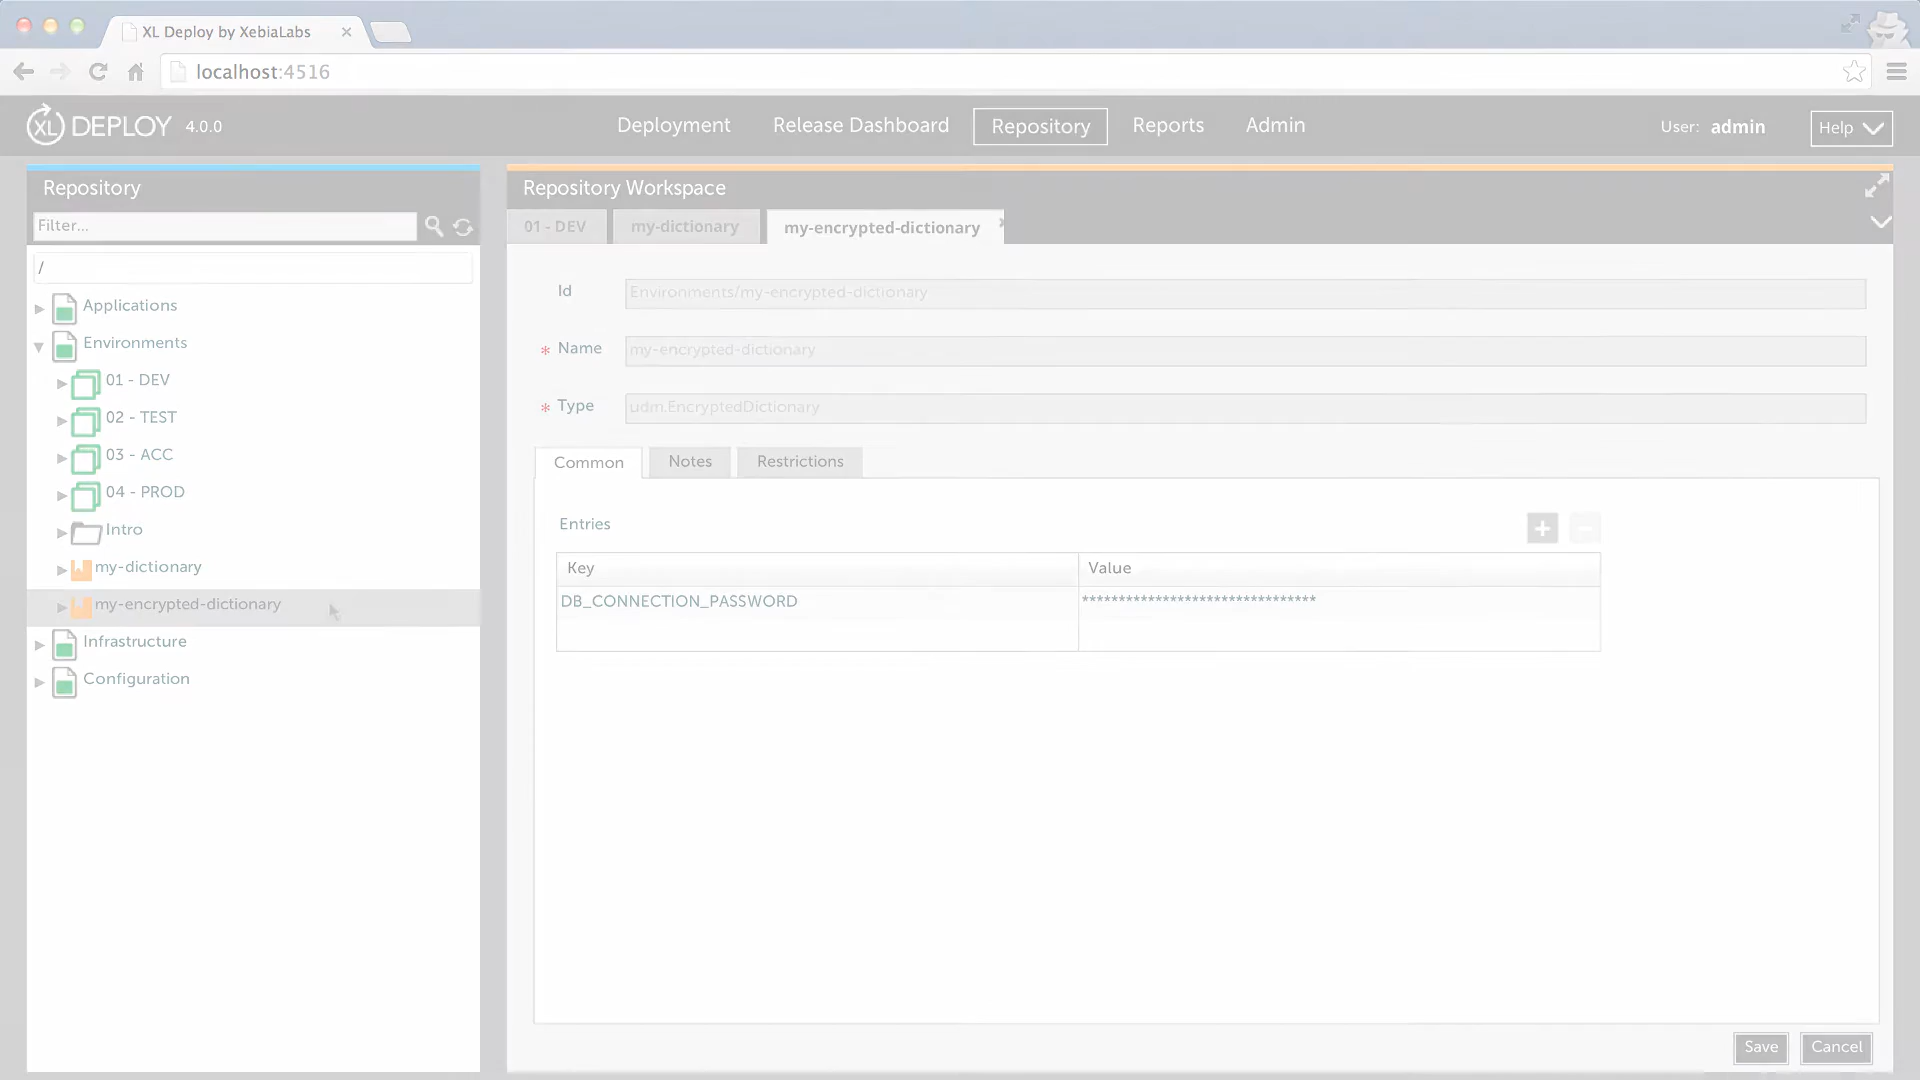 XL Deploy by XebiaLabs
localhost:4516
XL DEPLOY 4.0.0
Deployment Release Dashboard Repository Reports Admin
User: admin
Help
Repository
Filter...
/
Applications
Environments
01 - DEV
02 - TEST
03 - ACC
04 - PROD
Intro
my-dictionary
my-encrypted-dictionary
Infrastructure
Configuration
Repository Workspace
01 - DEV my-dictionary my-encrypted-dictionary
Id Environments/my-encrypted-dictionary
* Name my-encrypted-dictionary
* Type udm.EncryptedDictionary
Common Notes Restrictions
Entries
Key Value
DB_CONNECTION_PASSWORD ********************************
Save Cancel